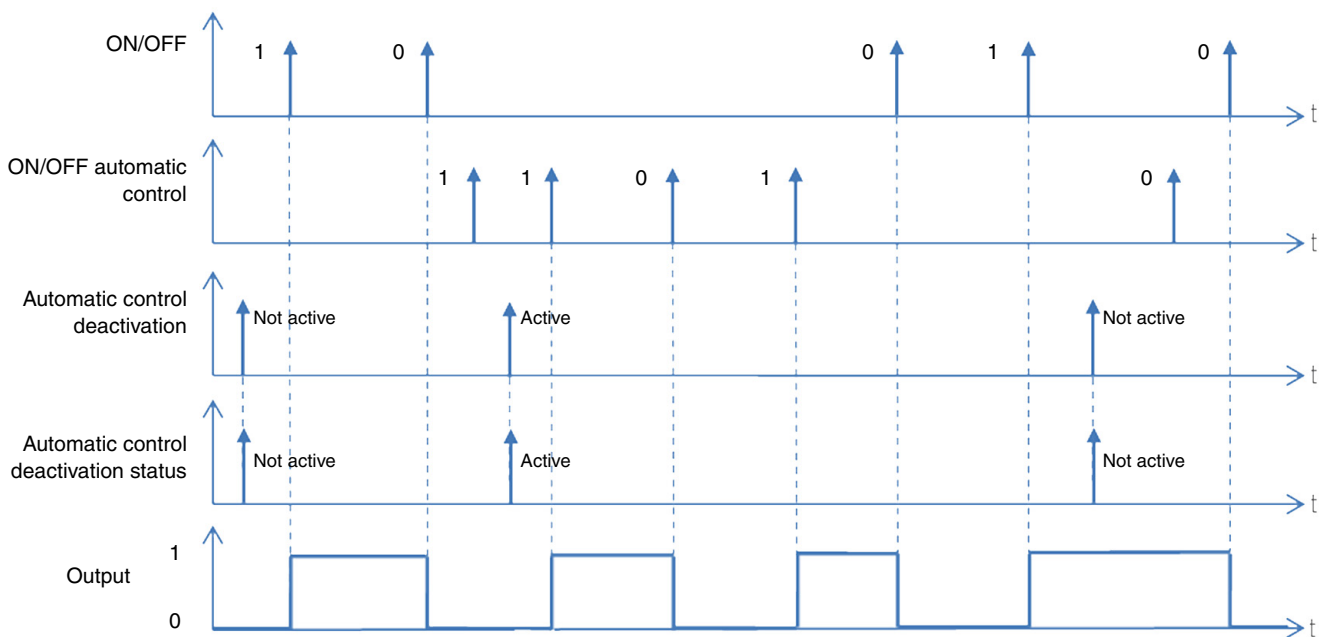 ON/OFF
1
0
0
1
0
t
ON/OFF automatic
control
1
1
0
1
0
t
Automatic control
deactivation
Not active
Active
Not active
t
Automatic control
deactivation status
Not active
Active
Not active
t
1
Output
0
t